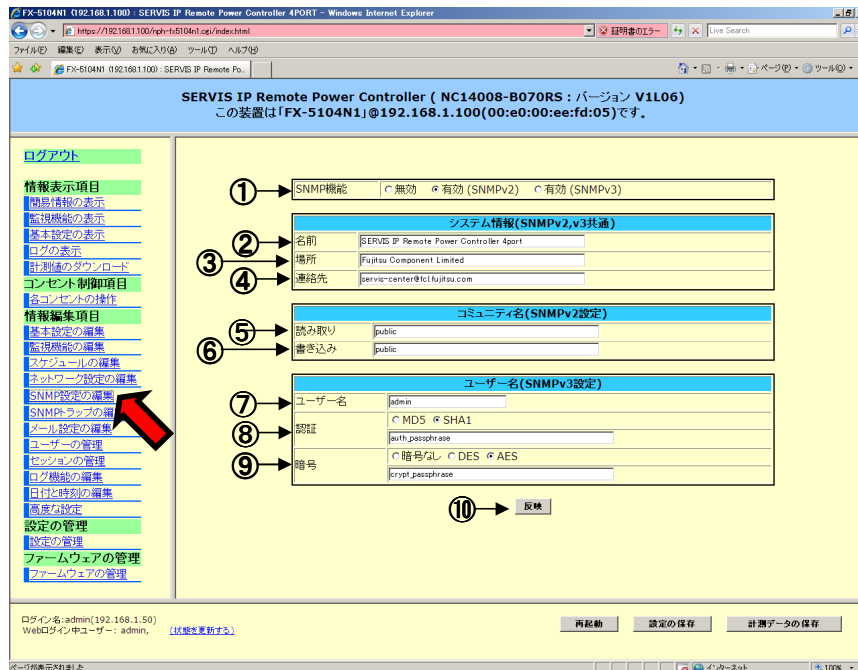 FX-5104N1 (192.168.1.100) : SERVIS IP Remote Power Controller 4PORT - Windows Internet Explorer
https://192.168.1.100/nph-fx5104n1.cgi/index.html
証明書のエラー
Live Search
ファイル(F) 編集(E) 表示(V) お気に入り(A) ツール(T) ヘルプ(H)
FX-5104N1 (192.168.1.100) : SERVIS IP Remote Po...
ページ(P) ツール(O)
SERVIS IP Remote Power Controller ( NC14008-B070RS : バージョン V1L06)
この装置は「FX-5104N1」@192.168.1.100(00:e0:00:ee:fd:05)です。
ログアウト
情報表示項目
簡易情報の表示
監視機能の表示
基本設定の表示
ログの表示
計測値のダウンロード
コンセント制御項目
各コンセントの操作
情報編集項目
基本設定の編集
監視機能の編集
スケジュールの編集
ネットワーク設定の編集
SNMP設定の編集
SNMPトラップの編
メール設定の編集
ユーザーの管理
セッションの管理
ログ機能の編集
日付と時刻の編集
高度な設定
設定の管理
設定の管理
ファームウェアの管理
ファームウェアの管理
① SNMP機能 無効 有効 (SNMPv2) 有効 (SNMPv3)
システム情報(SNMPv2,v3共通)
② 名前 SERVIS IP Remote Power Controller 4port
③ 場所 Fujitsu Component Limited
④ 連絡先 servis-center@fcl.fujitsu.com
コミュニティ名(SNMPv2設定)
⑤ 読み取り public
⑥ 書き込み public
ユーザー名(SNMPv3設定)
⑦ ユーザー名 admin
⑧ 認証 MD5 SHA1
auth_passphrase
⑨ 暗号 暗号なし DES AES
crypt_passphrase
⑩ 反映
ログイン名:admin(192.168.1.50)
Webログイン中ユーザー: admin, (状態を更新する)
再起動 設定の保存 計測データの保存
ページが表示されました
インターネット 100%